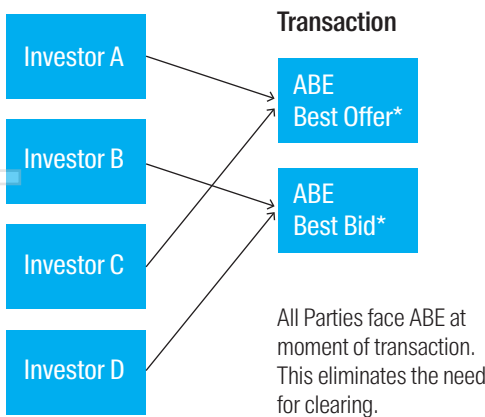 Transaction
Investor A
ABE
Best Offer*
Investor B
ABE
Best Bid*
Investor C
Investor D
All Parties face ABE at
moment of transaction.
This eliminates the need
for clearing.